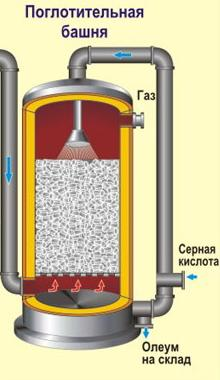 Поглотительная
башня
Газ
Серная
кислота
Олеум
на склад